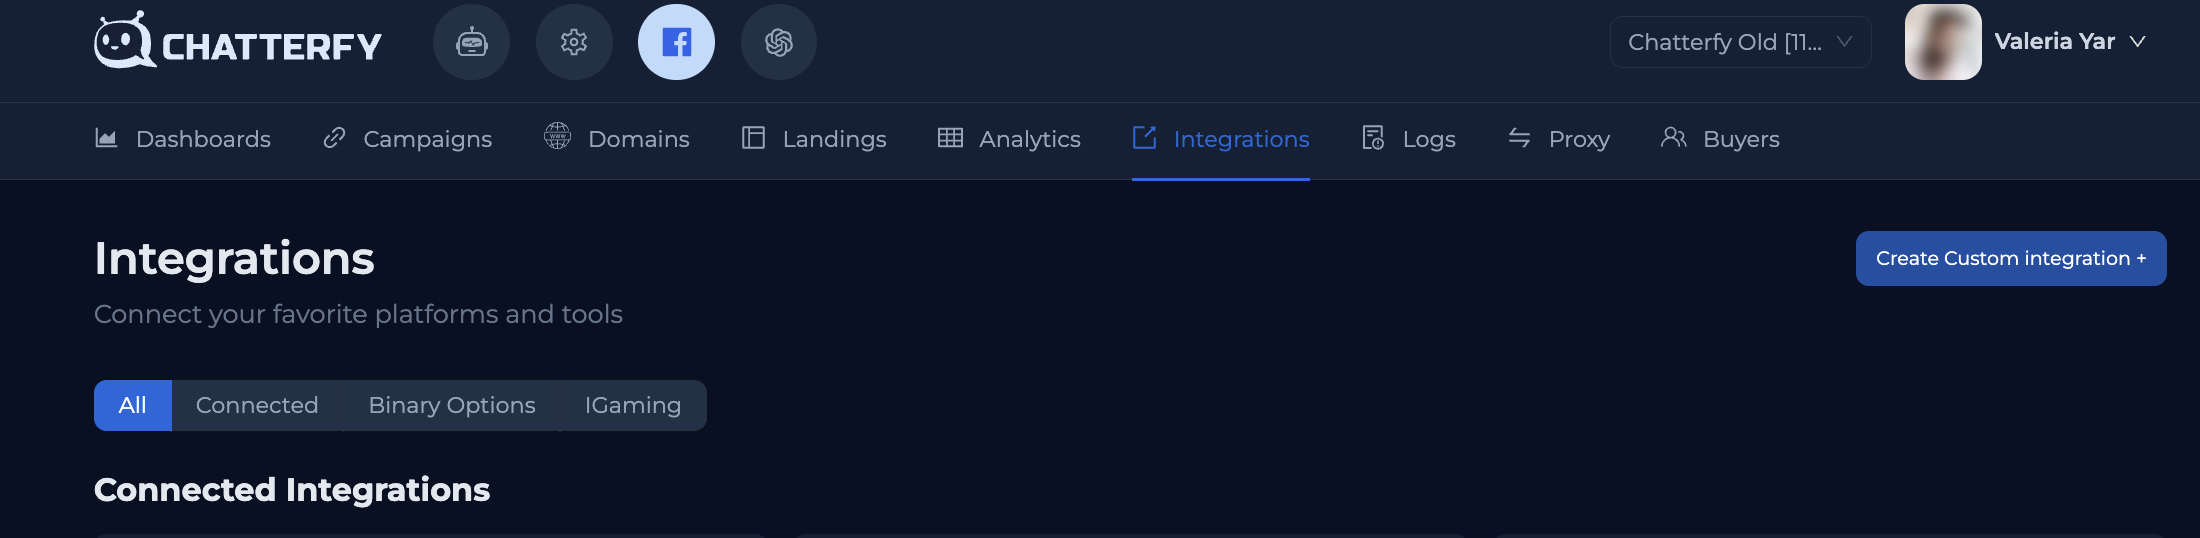 CHATTERFY
Chatterfy Old [11...
Valeria Yar
Dashboards
Campaigns
Domains
Landings
Analytics
Integrations
Logs
Proxy
Buyers
Integrations
Create Custom integration +
Connect your favorite platforms and tools
All
Connected
Binary Options
IGaming
Connected Integrations